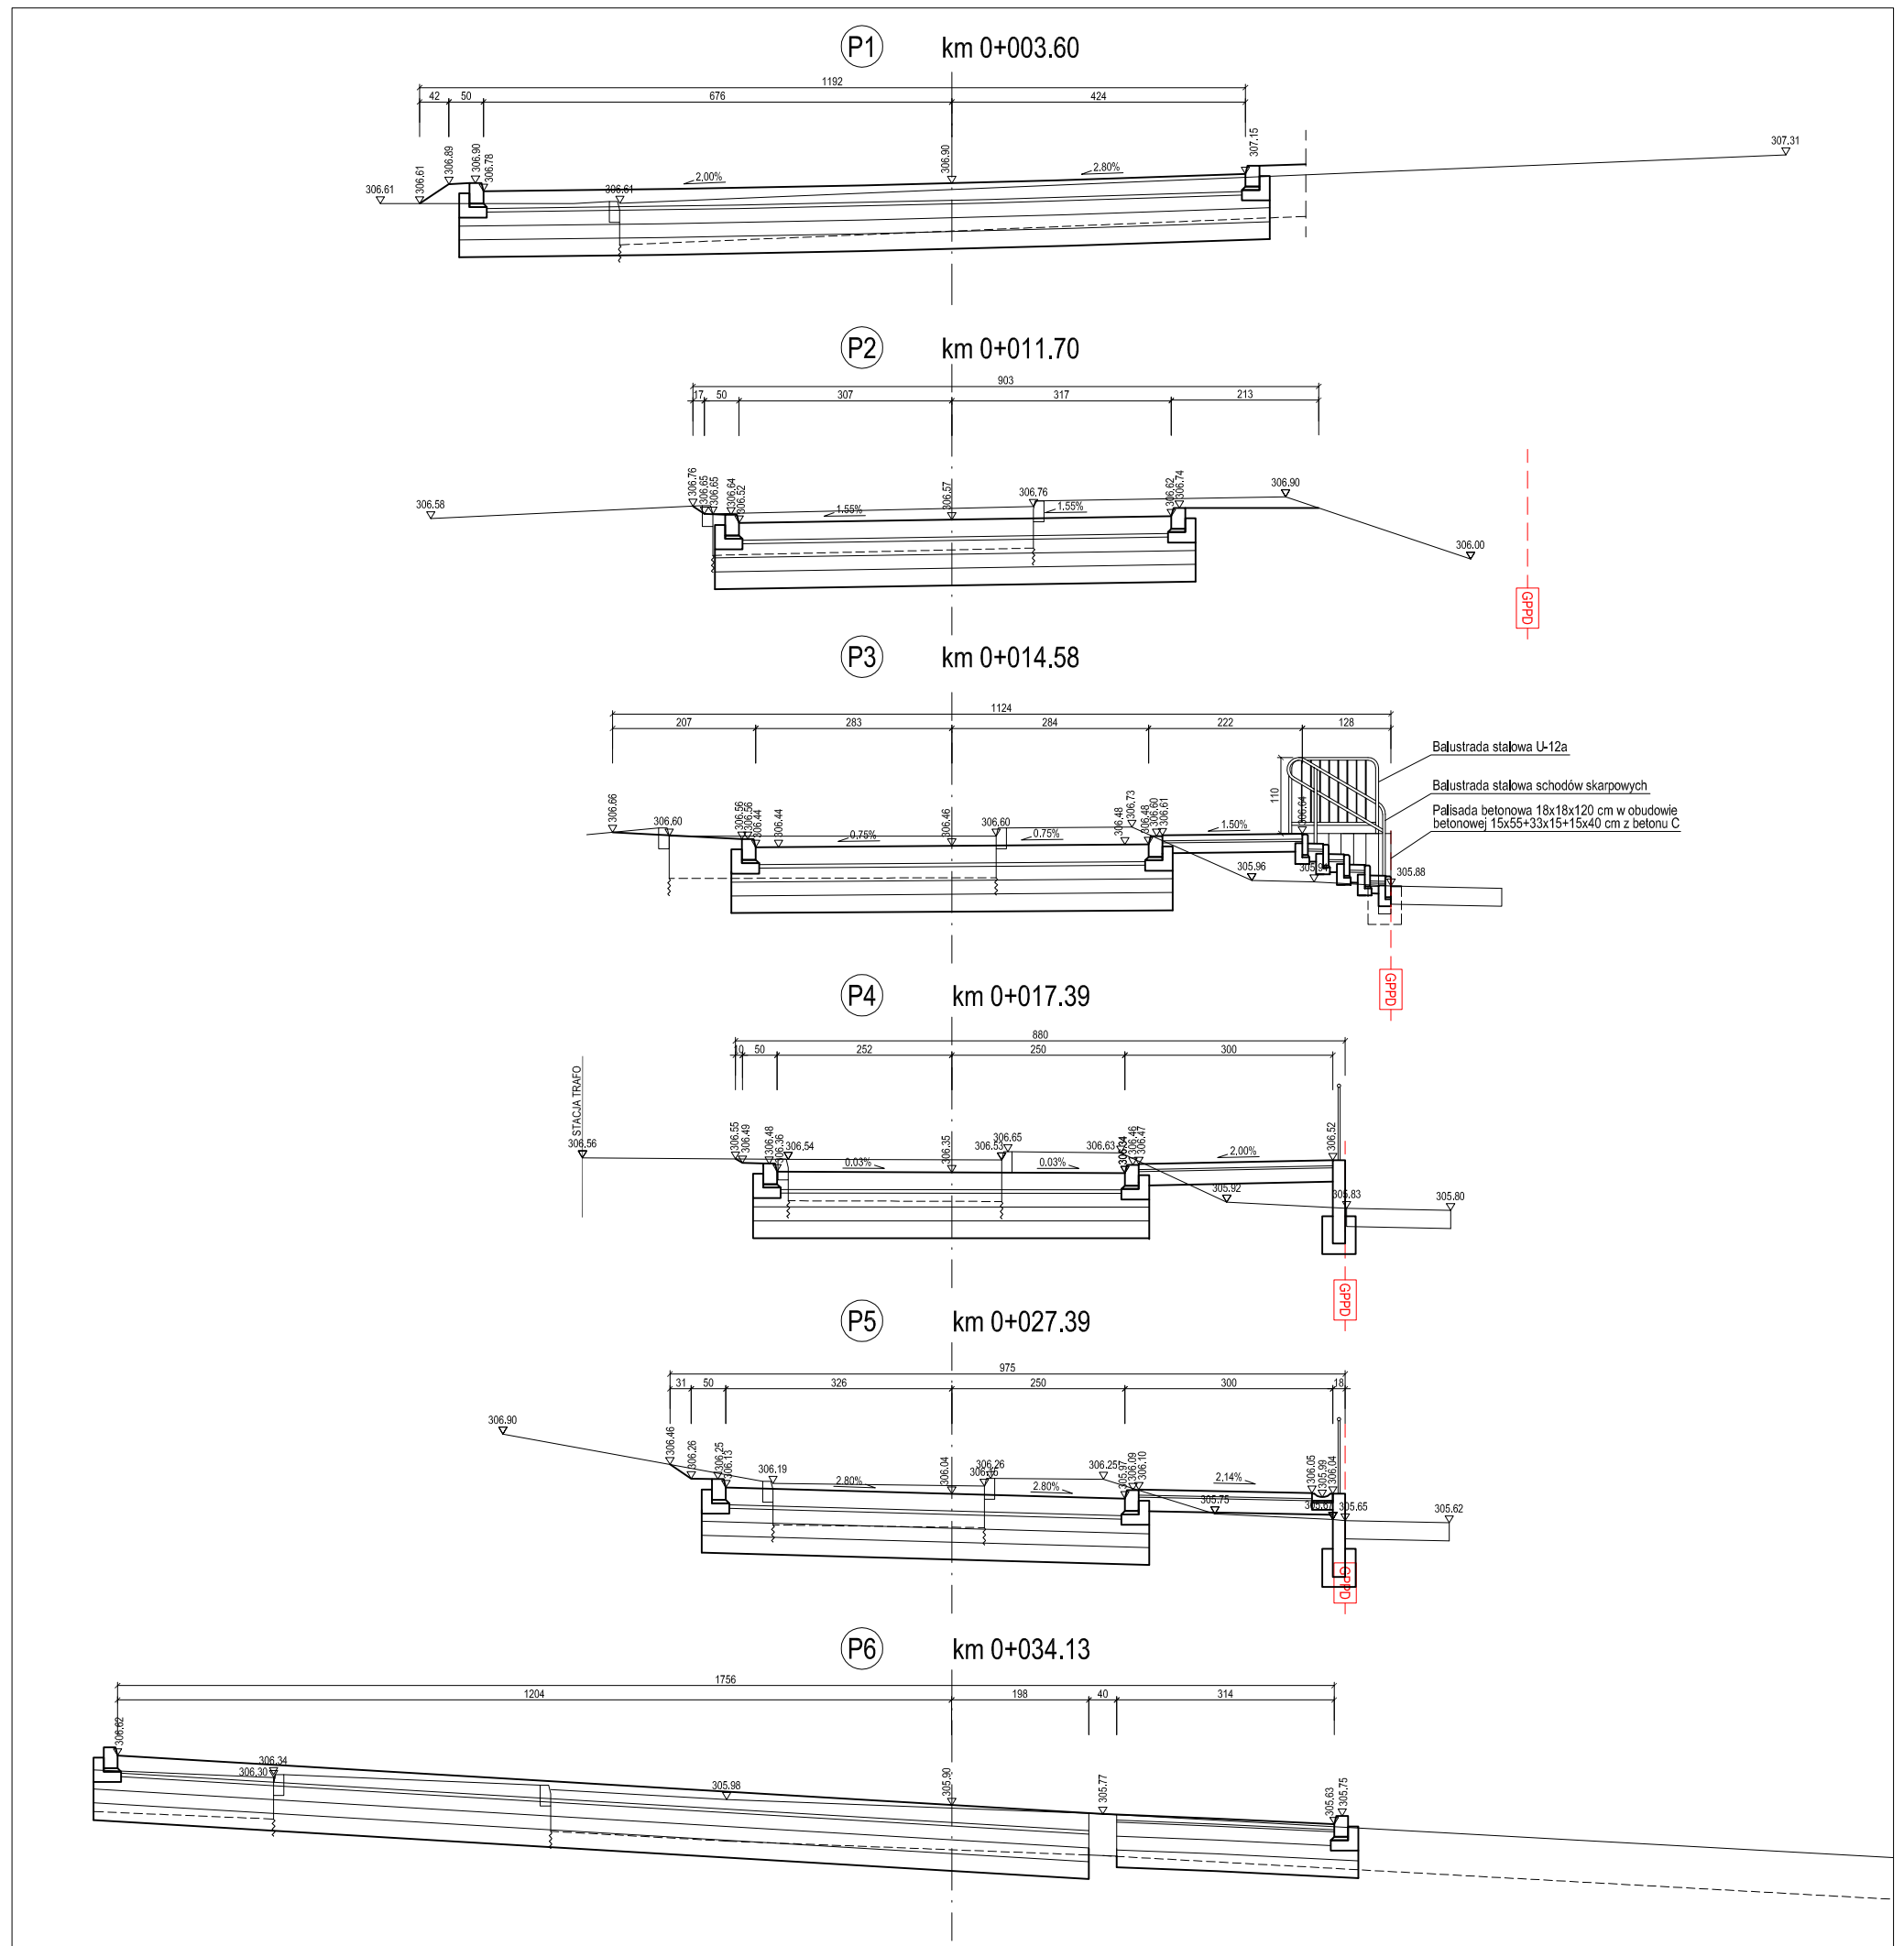 P1 km 0+003.60
1192
42 50 676 424
306.61 306.61 306.89 306.90 306.78 306.61 2,00% 306.90 2.80% 307.15 307.31
P2 km 0+011.70
903
17 50 307 317 213
306.58 306.76 306.65 306.65 306.64 306.52 1.55% 306.57 306.76 1.55% 306.62 306.74 306.90 306.00
GPPD
P3 km 0+014.58
1124
207 283 284 222 128
Balustrada stalowa U-12a
Balustrada stalowa schodów skarpowych
Palisada betonowa 18x18x120 cm w obudowie
betonowej 15x55+33x15+15x40 cm z betonu C
110
306.66 306.60 306.56 306.56 306.44 306.44 0.75% 306.46 306.60 0.75% 306.48 306.73 306.48 306.60 306.61 1.50% 306.64 305.96 305.88
GPPD
P4 km 0+017.39
880
10 50 252 250 300
STACJA TRAFO
306.56 306.55 306.49 306.48 306.36 306.54 0.03% 306.35 306.53 306.65 0.03% 306.63 306.34 306.46 306.47 2,00% 306.52 305.92 305.83 305.80
GPPD
P5 km 0+027.39
975
31 50 326 250 300 18
306.90 306.46 306.26 306.25 306.13 306.19 2.80% 306.04 306.26 2.80% 306.25 305.97 306.09 306.10 2,14% 306.05 305.99 306.04 305.75 305.65 305.62
GPPD
P6 km 0+034.13
1756
1204 198 40 314
306.62 306.34 306.30 305.98 305.90 305.77 305.63 305.75